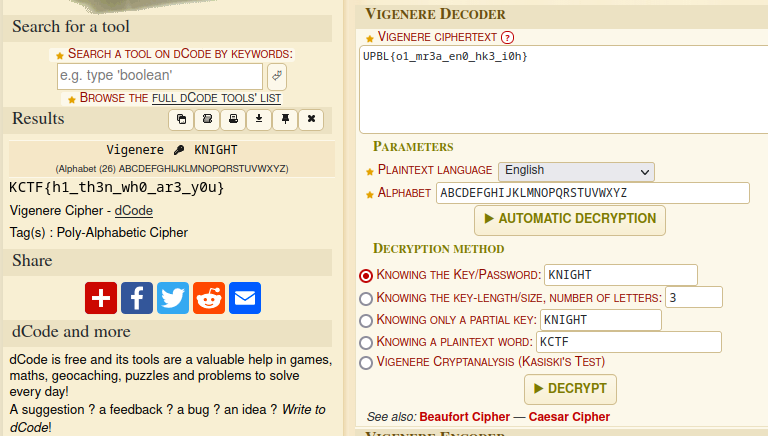 Search for a tool
★ SEARCH A TOOL ON DCODE BY KEYWORDS:
e.g. type 'boolean'
★ BROWSE THE FULL DCODE TOOLS' LIST
Results
Vigenere 🔑 KNIGHT
(Alphabet (26) ABCDEFGHIJKLMNOPQRSTUVWXYZ)
KCTF{h1_th3n_wh0_ar3_y0u}
Vigenere Cipher - dCode
Tag(s) : Poly-Alphabetic Cipher
Share
dCode and more
dCode is free and its tools are a valuable help in games,
maths, geocaching, puzzles and problems to solve
every day!
A suggestion ? a feedback ? a bug ? an idea ? Write to
dCode!
VIGENERE DECODER
★ VIGENERE CIPHERTEXT ?
UPBL{o1_mr3a_en0_hk3_i0h}
PARAMETERS
★ PLAINTEXT LANGUAGE English
★ ALPHABET ABCDEFGHIJKLMNOPQRSTUVWXYZ
▶ AUTOMATIC DECRYPTION
DECRYPTION METHOD
KNOWING THE KEY/PASSWORD: KNIGHT
KNOWING THE KEY-LENGTH/SIZE, NUMBER OF LETTERS: 3
KNOWING ONLY A PARTIAL KEY: KNIGHT
KNOWING A PLAINTEXT WORD: KCTF
VIGENERE CRYPTANALYSIS (KASISKI'S TEST)
▶ DECRYPT
See also: Beaufort Cipher — Caesar Cipher
VIGENERE ENCODER